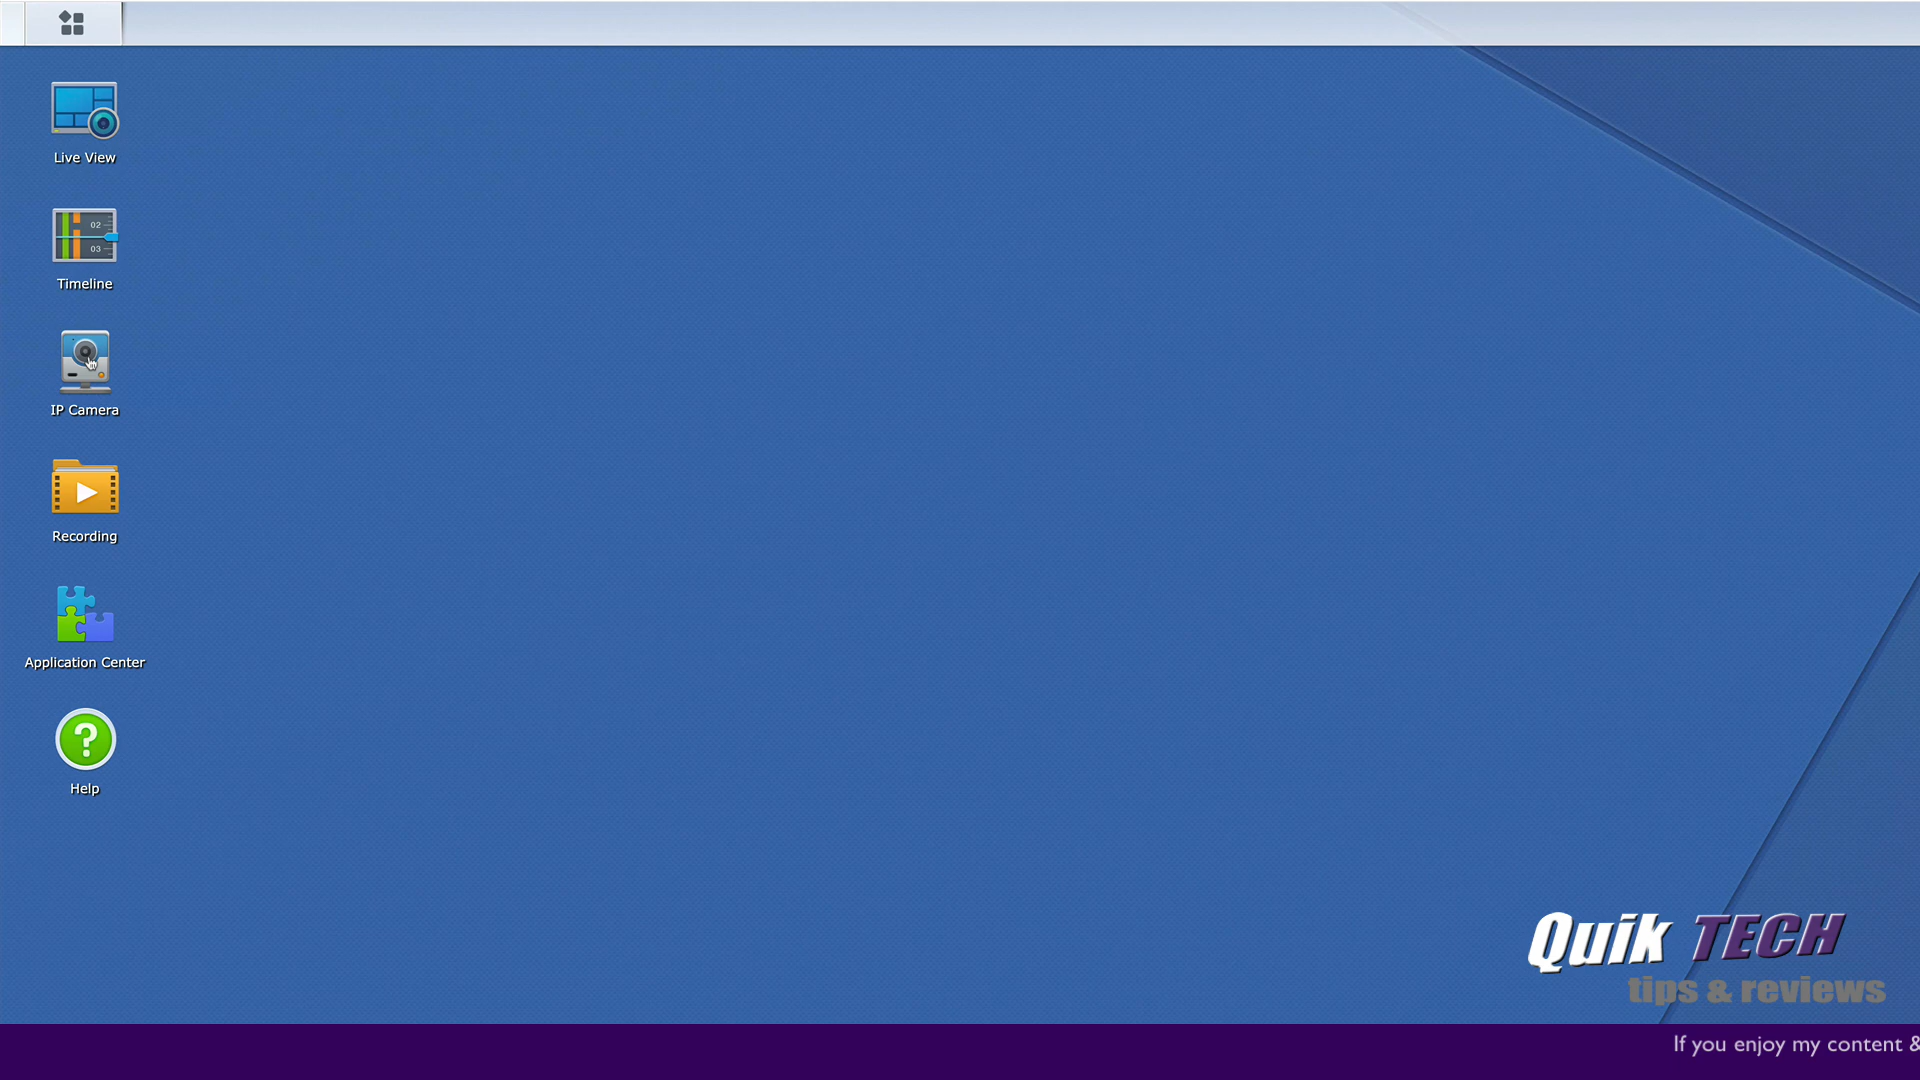 Live View
02
03
Timeline
IP Camera
Recording
Application Center
?
Help
Quik TECH
tips & reviews
If you enjoy my content &